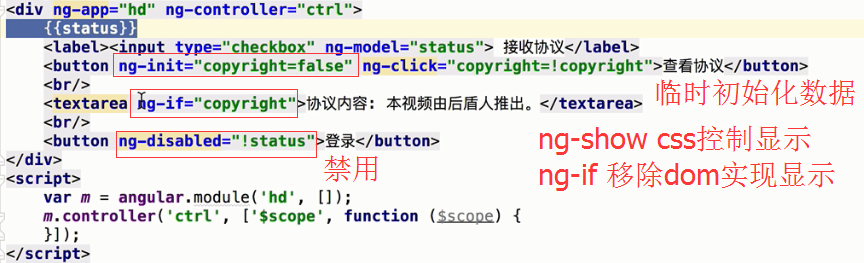 <div ng-app="hd" ng-controller="ctrl">
{{status}}
<label><input type="checkbox" ng-model="status"> 接收协议</label>
<button ng-init="copyright=false" ng-click="copyright=!copyright">查看协议</button>
<br/>
<textarea ng-if="copyright">协议内容: 本视频由后盾人推出。</textarea>
临时初始化数据
<br/>
ng-show css控制显示
<button ng-disabled="!status">登录</button>
禁用
ng-if 移除dom实现显示
</div>
<script>
var m = angular.module('hd', []);
m.controller('ctrl', ['$scope', function ($scope) {
}]);
</script>